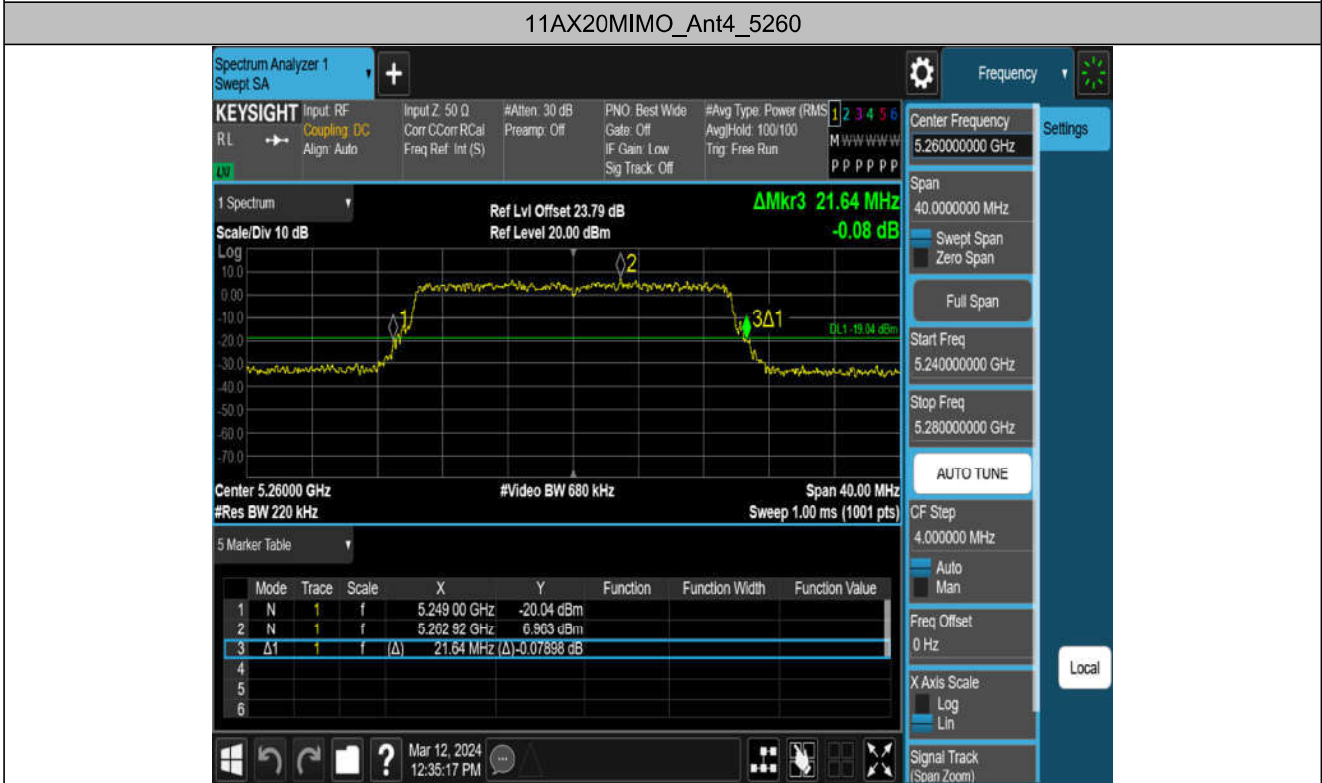 11AX20MIMO_Ant4_5260
Spectrum Analyzer 1
Swept SA
+
Frequency
KEYSIGHT
RL
LXI
Input: RF
Coupling: DC
Align: Auto
Input Z: 50 Ω
Corr CCorr RCal
Freq Ref: Int (S)
#Atten: 30 dB
Preamp: Off
PNO: Best Wide
Gate: Off
IF Gain: Low
Sig Track: Off
#Avg Type: Power (RMS
Avg|Hold: 100/100
Trig: Free Run
1 2 3 4 5 6
M W W W W W
P P P P P P
Center Frequency
5.260000000 GHz
Settings
Span
40.0000000 MHz
Swept Span
Zero Span
Full Span
Start Freq
5.240000000 GHz
Stop Freq
5.280000000 GHz
AUTO TUNE
CF Step
4.000000 MHz
Auto
Man
Freq Offset
0 Hz
X Axis Scale
Log
Lin
Signal Track
(Span Zoom)
Local
1 Spectrum
Scale/Div 10 dB
Ref Lvl Offset 23.79 dB
Ref Level 20.00 dBm
ΔMkr3 21.64 MHz
-0.08 dB
Log
10.0
0.00
-10.0
-20.0
-30.0
-40.0
-50.0
-60.0
-70.0
1
2
3Δ1
DL1 -19.04 dBm
Center 5.26000 GHz
#Video BW 680 kHz
Span 40.00 MHz
#Res BW 220 kHz
Sweep 1.00 ms (1001 pts)
5 Marker Table
Mode Trace Scale X Y Function Function Width Function Value
1 N 1 f 5.249 00 GHz -20.04 dBm
2 N 1 f 5.262 92 GHz 6.963 dBm
3 Δ1 1 f (Δ) 21.64 MHz (Δ)-0.07898 dB
4
5
6
?
Mar 12, 2024
12:35:17 PM